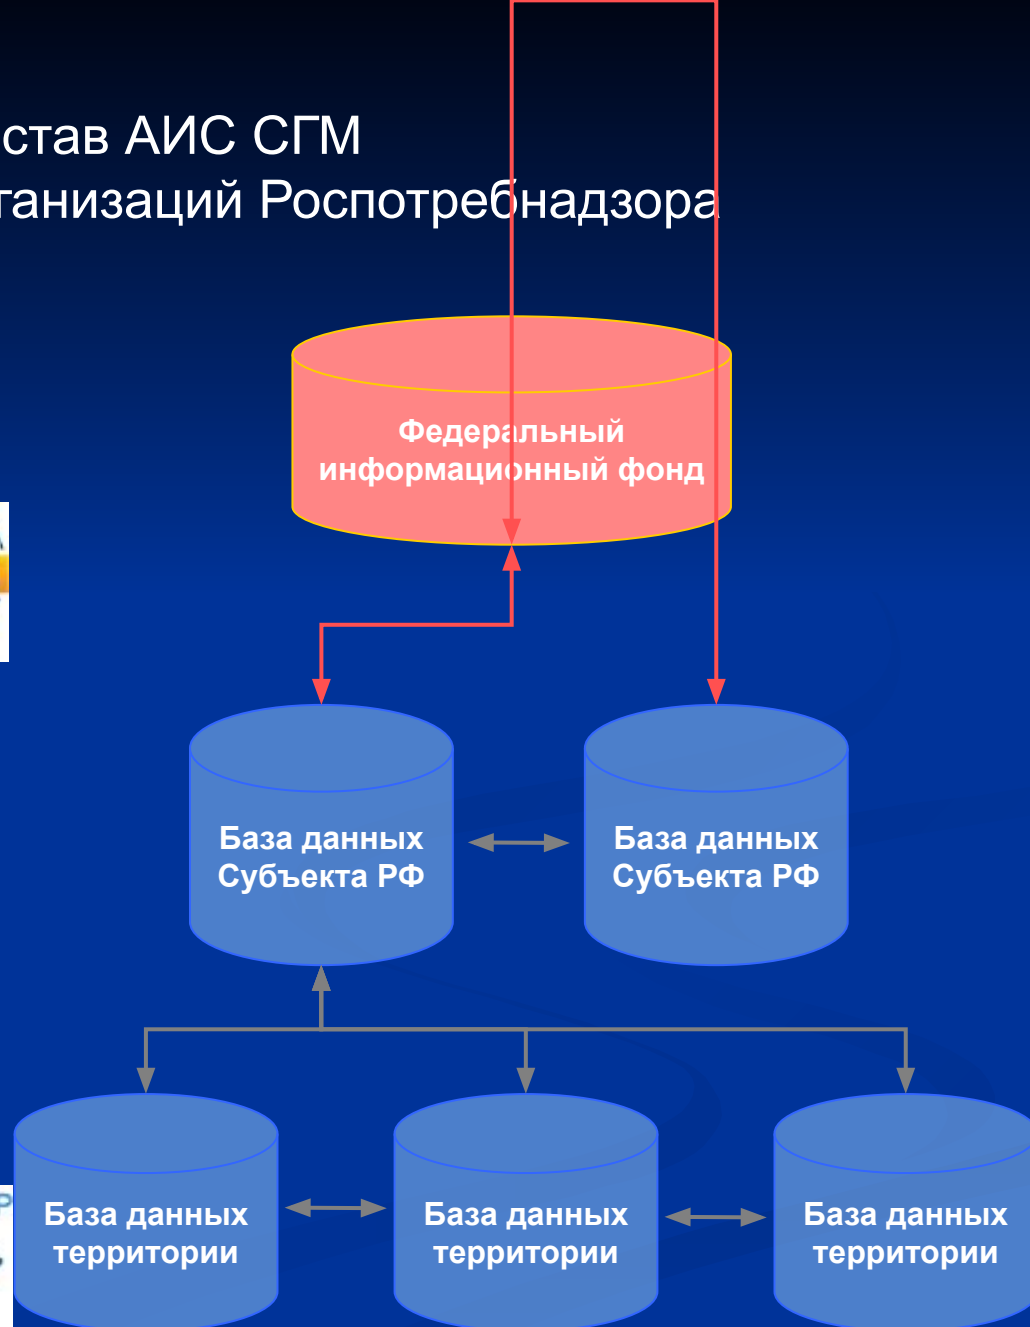 став АИС СГМ
ганизаций Роспотребнадзора
Федеральный
информационный фонд
База данных
Субъекта РФ
База данных
Субъекта РФ
База данных
территории
База данных
территории
База данных
территории